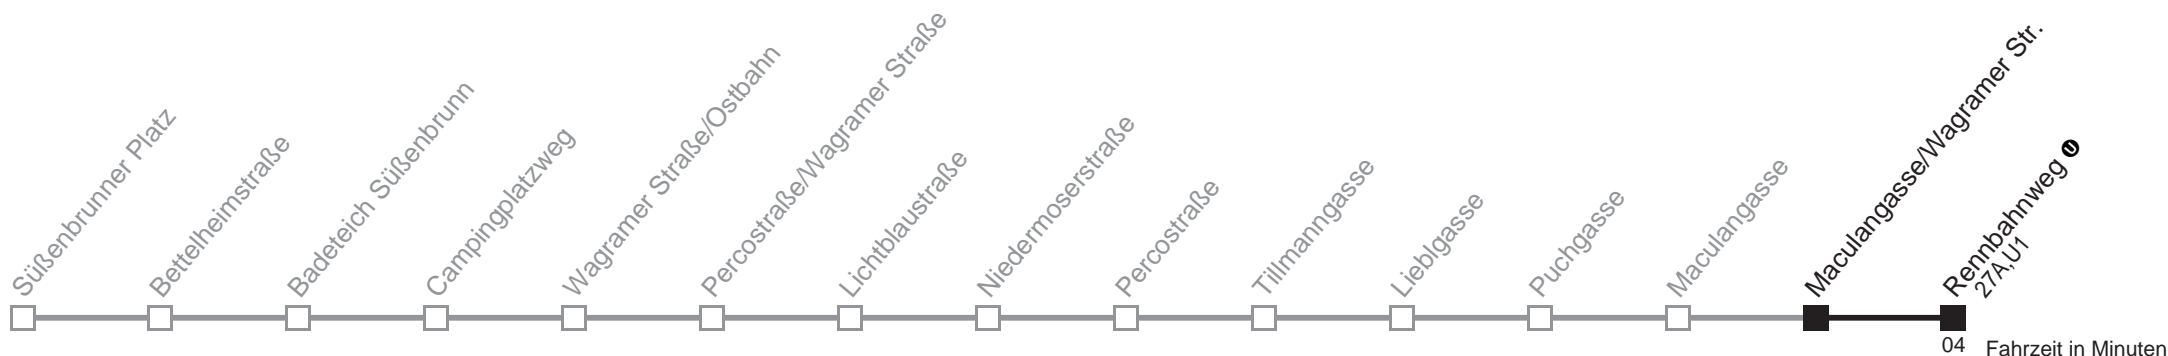 Süßenbrunner Platz
Bettelheimstraße
Badeteich Süßenbrunn
Campingplatzweg
Wagramer Straße/Ostbahn
Percostraße/Wagramer Straße
Lichtblaustraße
Niedermoserstraße
Percostraße
Tillmanngasse
Lieblgasse
Puchgasse
Maculangasse
Maculangasse/Wagramer Str.
Rennbahnweg U
27A,U1
04 Fahrzeit in Minuten